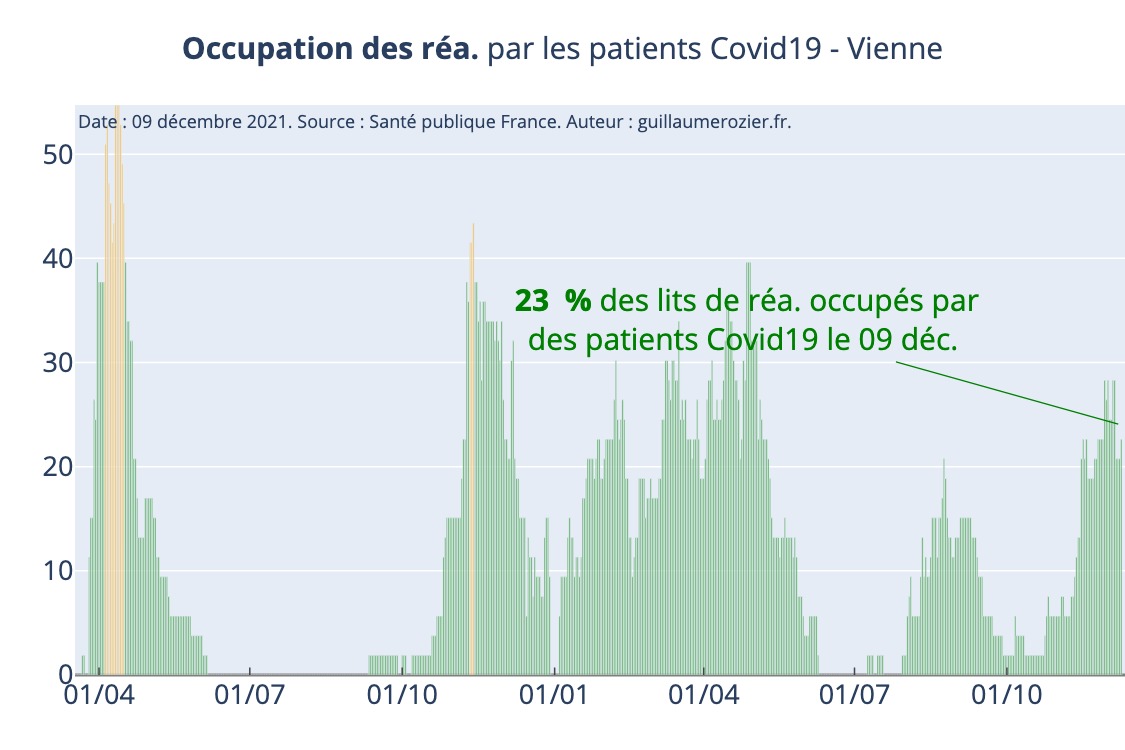 Occupation des réa. par les patients Covid19 - Vienne
Date : 09 décembre 2021. Source : Santé publique France. Auteur : guillaumerozier.fr.
50
40
23 % des lits de réa. occupés par
des patients Covid19 le 09 déc.
30
20
10
0
01/04 01/07 01/10 01/01 01/04 01/07 01/10